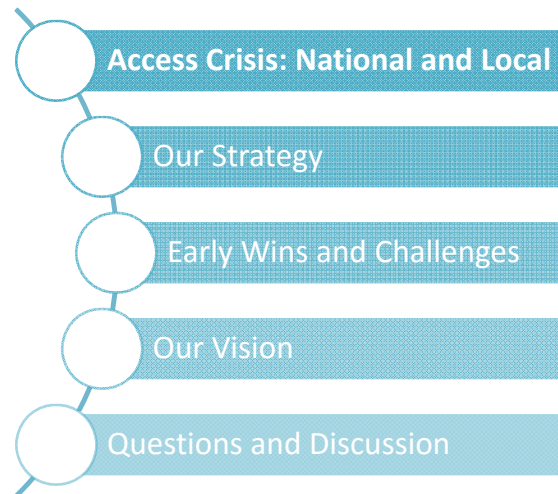 Access Crisis: National and Local
Our Strategy
Early Wins and Challenges
Our Vision
Questions and Discussion